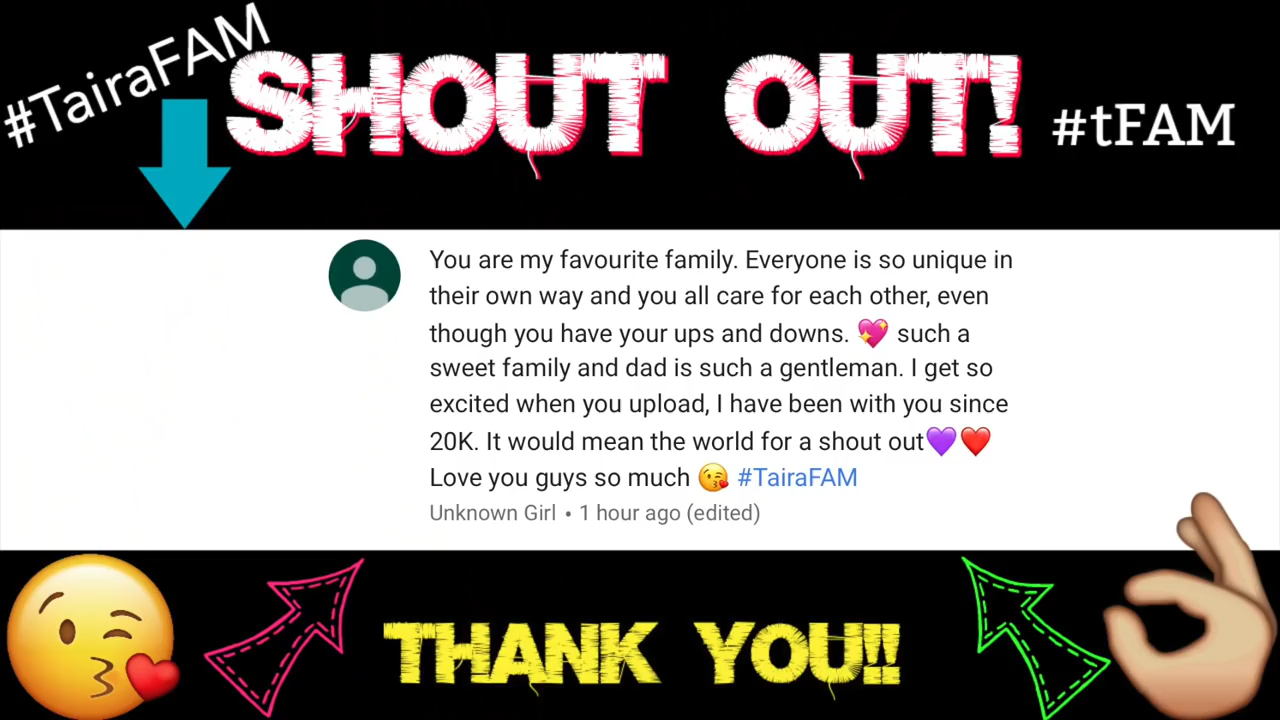 #TairaFAM
SHOUT OUT!
#tFAM
You are my favourite family. Everyone is so unique in
their own way and you all care for each other, even
though you have your ups and downs. 💖 such a
sweet family and dad is such a gentleman. I get so
excited when you upload, I have been with you since
20K. It would mean the world for a shout out💜❤️
Love you guys so much 😘 #TairaFAM
Unknown Girl • 1 hour ago (edited)
THANK YOU!!